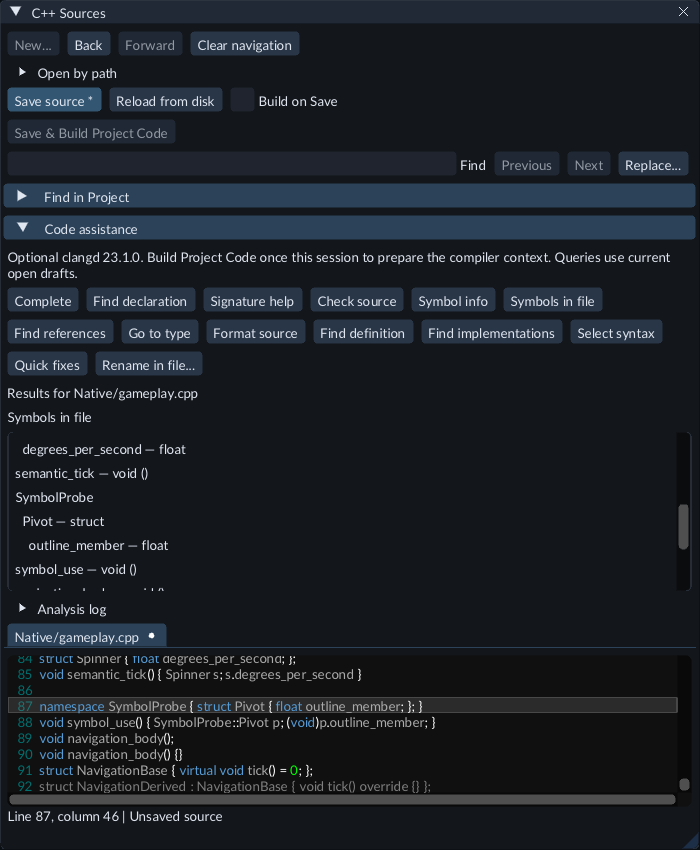 C++ Sources
New... Back Forward Clear navigation
Open by path
Save source * Reload from disk Build on Save
Save & Build Project Code
Find Previous Next Replace...
Find in Project
Code assistance
Optional clangd 23.1.0. Build Project Code once this session to prepare the compiler context. Queries use current
open drafts.
Complete Find declaration Signature help Check source Symbol info Symbols in file
Find references Go to type Format source Find definition Find implementations Select syntax
Quick fixes Rename in file...
Results for Native/gameplay.cpp
Symbols in file
degrees_per_second — float
semantic_tick — void ()
SymbolProbe
Pivot — struct
outline_member — float
symbol_use — void ()
Analysis log
Native/gameplay.cpp
84 struct Spinner { float degrees_per_second; };
85 void semantic_tick() { Spinner s; s.degrees_per_second }
86
87 namespace SymbolProbe { struct Pivot { float outline_member; }; }
88 void symbol_use() { SymbolProbe::Pivot p; (void)p.outline_member; }
89 void navigation_body();
90 void navigation_body() {}
91 struct NavigationBase { virtual void tick() = 0; };
92 struct NavigationDerived : NavigationBase { void tick() override {} };
Line 87, column 46 | Unsaved source